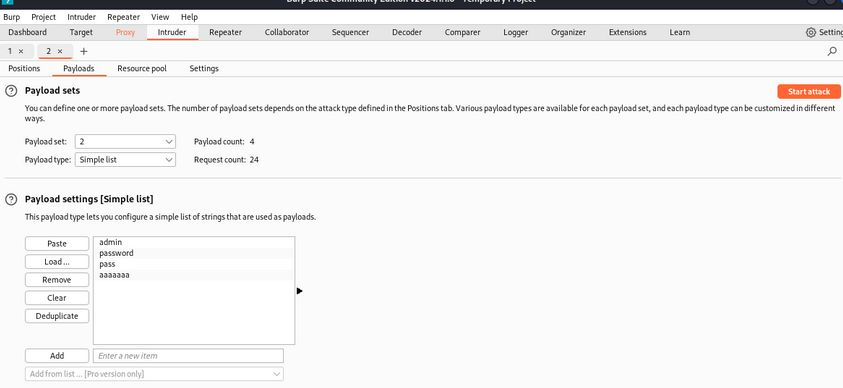 Burp Project Intruder Repeater View Help
Dashboard Target Proxy Intruder Repeater Collaborator Sequencer Decoder Comparer Logger Organizer Extensions Learn Setting
1 × 2 × +
Positions Payloads Resource pool Settings
? Payload sets Start attack
You can define one or more payload sets. The number of payload sets depends on the attack type defined in the Positions tab. Various payload types are available for each payload set, and each payload type can be customized in different
ways.
Payload set: 2 Payload count: 4
Payload type: Simple list Request count: 24
? Payload settings [Simple list]
This payload type lets you configure a simple list of strings that are used as payloads.
Paste admin
password
Load ... pass
aaaaaaa
Remove
Clear
Deduplicate
Add Enter a new item
Add from list ... [Pro version only]